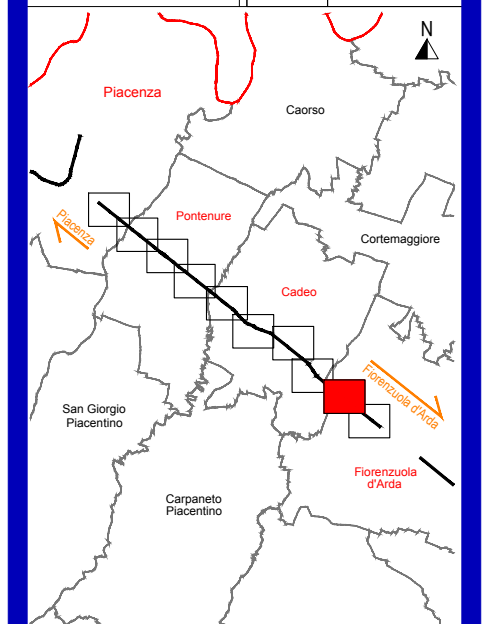 N
Piacenza
Caorso
Pontenure
Piacenza
Cortemaggiore
Cadeo
Fiorenzuola d'Arda
San Giorgio
Piacentino
Fiorenzuola
d'Arda
Carpaneto
Piacentino